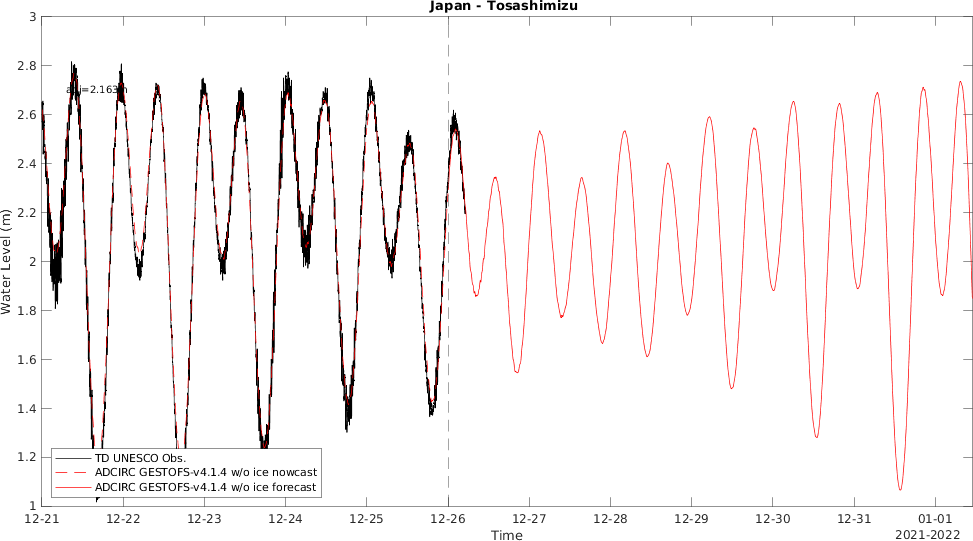 Japan - Tosashimizu
3
2.8
2.6
2.4
2.2
2
1.8
1.6
1.4
1.2
1
Water Level (m)
TD UNESCO Obs.
ADCIRC GESTOFS-v4.1.4 w/o ice nowcast
ADCIRC GESTOFS-v4.1.4 w/o ice forecast
12-21 12-22 12-23 12-24 12-25 12-26 12-27 12-28 12-29 12-30 12-31 01-01
Time
2021-2022